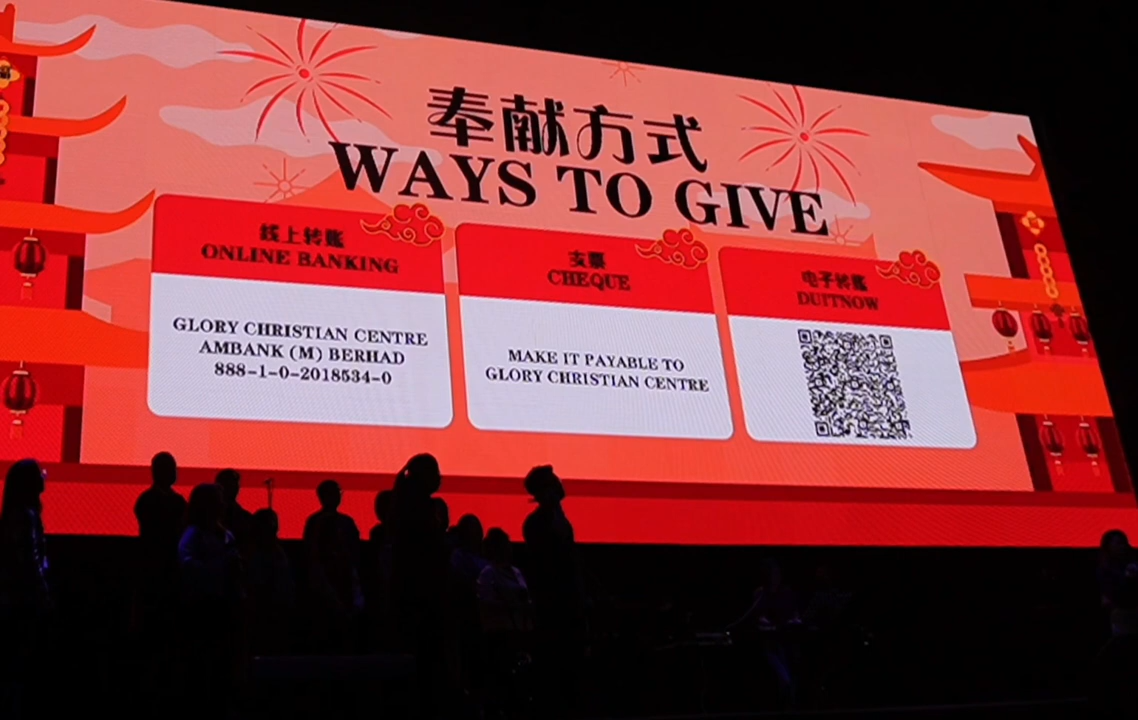 奉献方式
WAYS TO GIVE
线上转账
ONLINE BANKING
GLORY CHRISTIAN CENTRE
AMBANK (M) BERHAD
888-1-0-2018534-0
支票
CHEQUE
MAKE IT PAYABLE TO
GLORY CHRISTIAN CENTRE
电子转账
DUITNOW